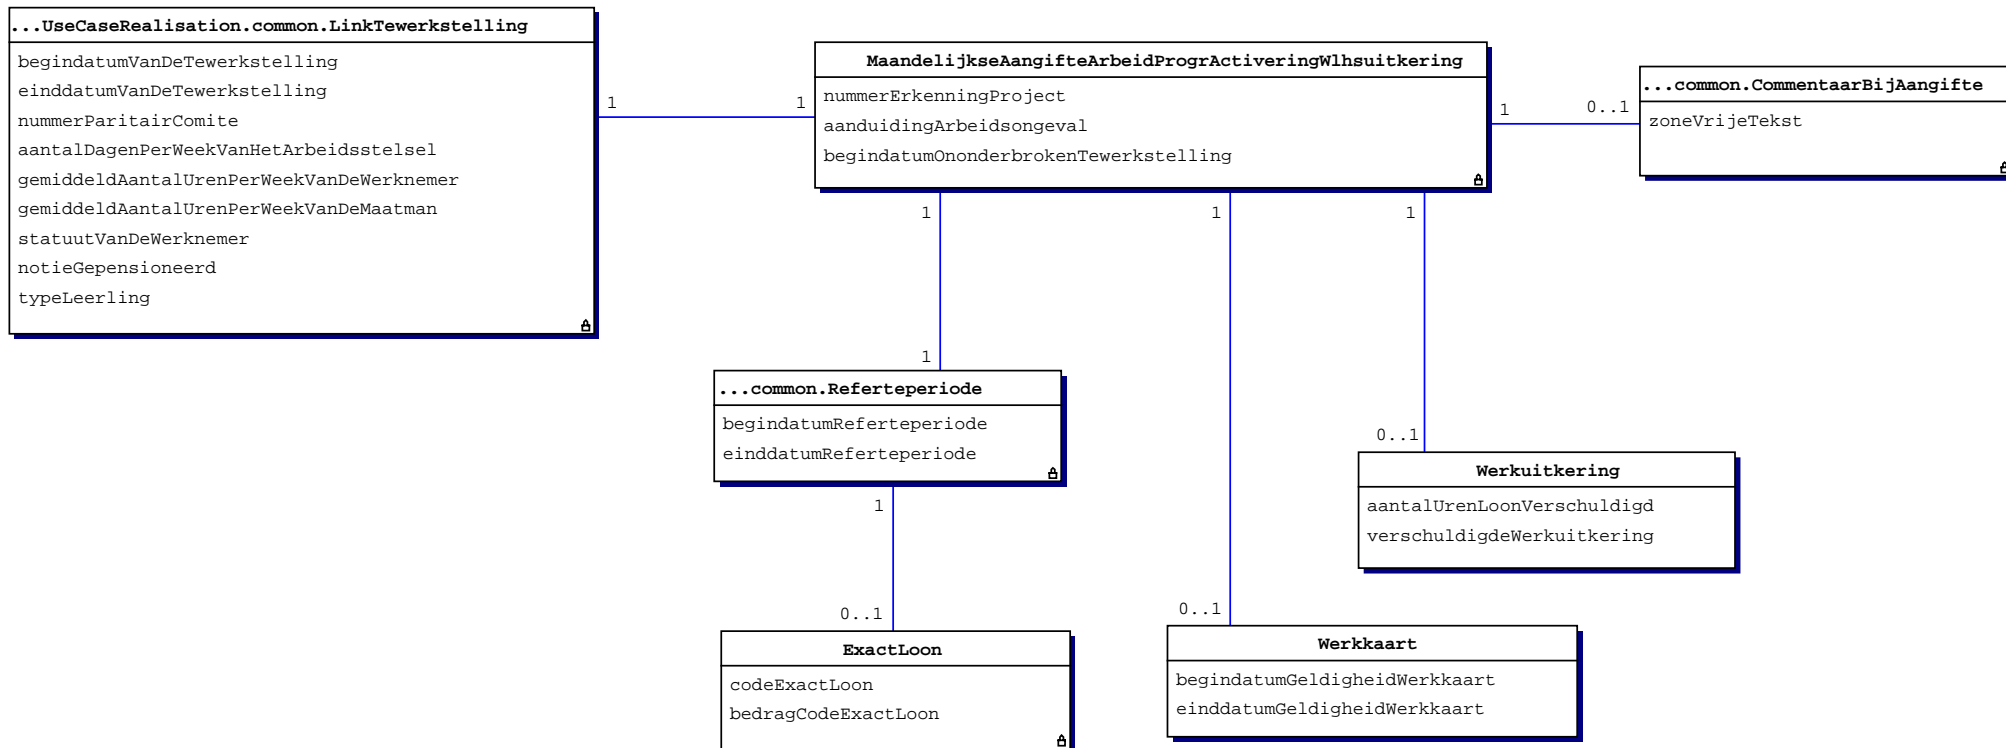 ...UseCaseRealisation.common.LinkTewerkstelling
begindatumVanDeTewerkstelling
einddatumVanDeTewerkstelling
nummerParitairComite
aantalDagenPerWeekVanHetArbeidsstelsel
gemiddeldAantalUrenPerWeekVanDeWerknemer
gemiddeldAantalUrenPerWeekVanDeMaatman
statuutVanDeWerknemer
notieGepensioneerd
typeLeerling
1
1
MaandelijkseAangifteArbeidProgrActiveringWlhsuitkering
nummerErkenningProject
aanduidingArbeidsongeval
begindatumOnonderbrokenTewerkstelling
1
0..1
...common.CommentaarBijAangifte
zoneVrijeTekst
1
1
1
1
...common.Referteperiode
begindatumReferteperiode
einddatumReferteperiode
0..1
Werkuitkering
aantalUrenLoonVerschuldigd
verschuldigdeWerkuitkering
1
0..1
ExactLoon
codeExactLoon
bedragCodeExactLoon
0..1
Werkkaart
begindatumGeldigheidWerkkaart
einddatumGeldigheidWerkkaart